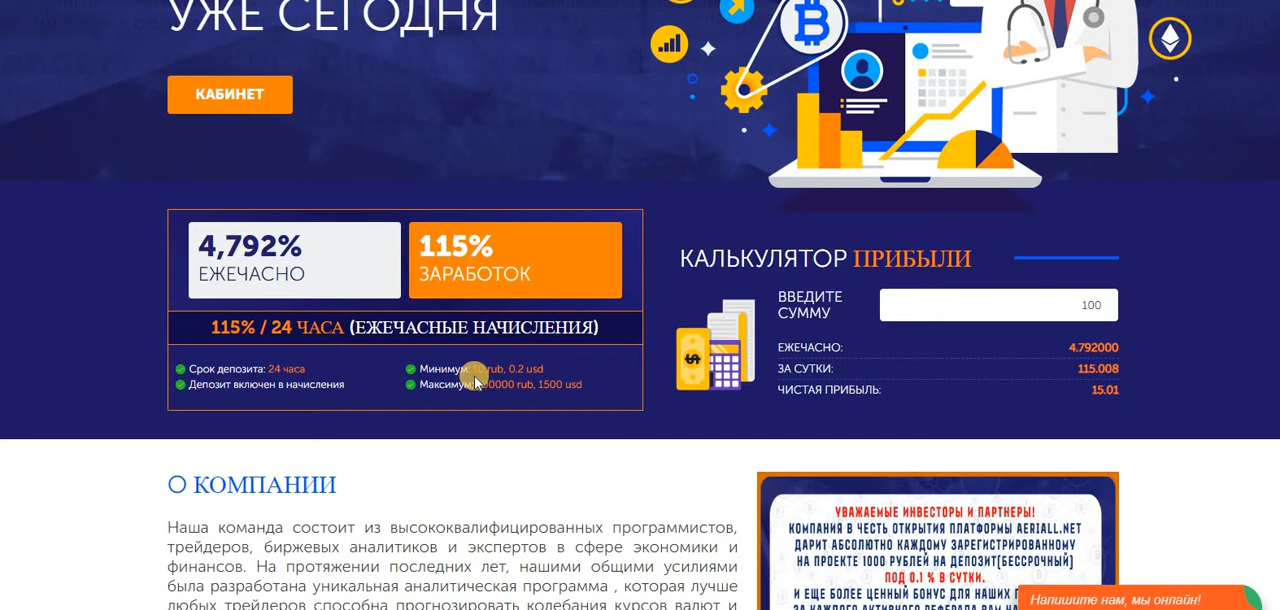 УЖЕ СЕГОДНЯ
КАБИНЕТ
4,792%
ЕЖЕЧАСНО
115%
ЗАРАБОТОК
115% / 24 ЧАСА (ЕЖЕЧАСНЫЕ НАЧИСЛЕНИЯ)
Срок депозита: 24 часа
Депозит включен в начисления
Минимум: rub, 0.2 usd
Максимум: rub, 1500 usd
КАЛЬКУЛЯТОР ПРИБЫЛИ
ВВЕДИТЕ
СУММУ
100
ЕЖЕЧАСНО: 4.792000
ЗА СУТКИ: 115.008
ЧИСТАЯ ПРИБЫЛЬ: 15.01
О КОМПАНИИ
Наша команда состоит из высококвалифицированных программистов,
трейдеров, биржевых аналитиков и экспертов в сфере экономики и
финансов. На протяжении последних лет, нашими общими усилиями
была разработана уникальная аналитическая программа , которая лучше
любых трейдеров способна прогнозировать колебания курсов валют и
УВАЖАЕМЫЕ ИНВЕСТОРЫ И ПАРТНЕРЫ!
КОМПАНИЯ В ЧЕСТЬ ОТКРЫТИЯ ПЛАТФОРМЫ AERIALL.NET
ДАРИТ АБСОЛЮТНО КАЖДОМУ ЗАРЕГИСТРИРОВАННОМУ
НА ПРОЕКТЕ 1000 РУБЛЕЙ НА ДЕПОЗИТ(БЕССРОЧНЫЙ)
ПОД 0.1 % В СУТКИ.
И ЕЩЕ БОЛЕЕ ЦЕННЫЙ БОНУС ДЛЯ НАШИХ
ЗА КАЖДОГО АКТИВНОГО РЕФЕРАЛА ВАМ
Напишите нам, мы онлайн!